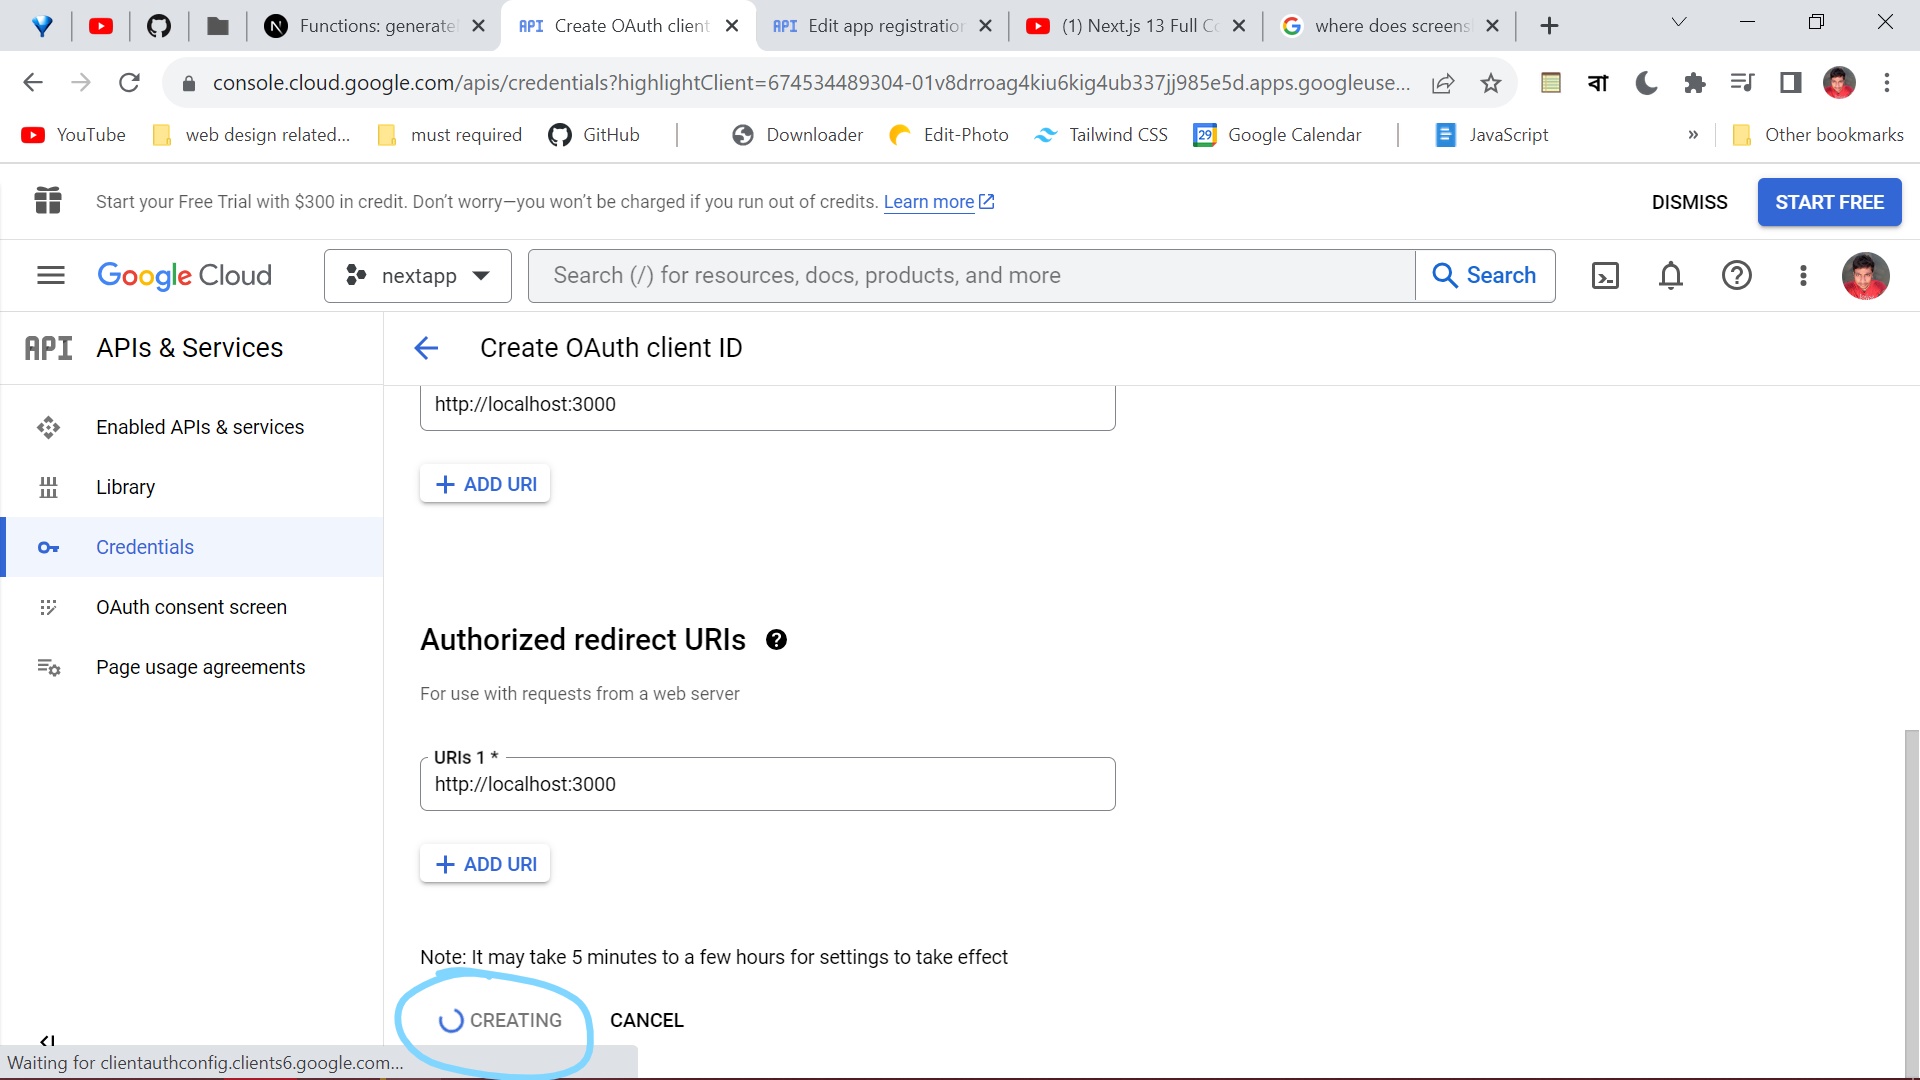 Functions: generate
Create OAuth client
Edit app registration
(1) Next.js 13 Full Co
where does screens
console.cloud.google.com/apis/credentials?highlightClient=674534489304-01v8drroag4kiu6kig4ub337jj985e5d.apps.googleuse...
বা
YouTube
web design related...
must required
GitHub
Downloader
Edit-Photo
Tailwind CSS
29
Google Calendar
JavaScript
»
Other bookmarks
Start your Free Trial with $300 in credit. Don’t worry—you won’t be charged if you run out of credits. Learn more
DISMISS
START FREE
Google Cloud
nextapp
Search (/) for resources, docs, products, and more
Search
API
APIs & Services
Create OAuth client ID
Enabled APIs & services
Library
Credentials
OAuth consent screen
Page usage agreements
http://localhost:3000
+ ADD URI
Authorized redirect URIs
For use with requests from a web server
URIs 1 *
http://localhost:3000
+ ADD URI
Note: It may take 5 minutes to a few hours for settings to take effect
CREATING
CANCEL
Waiting for clientauthconfig.clients6.google.com...